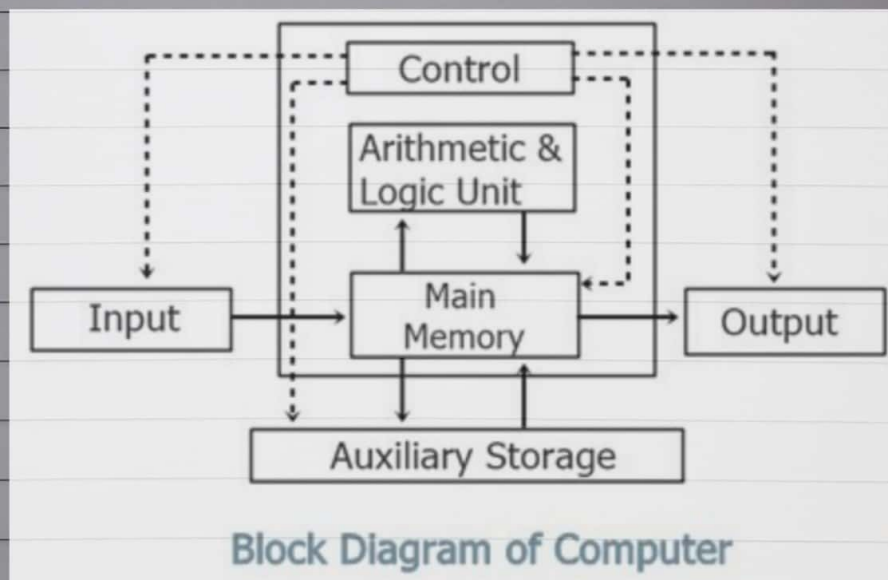 Control
Arithmetic &
Logic Unit
Main
Memory
Input
Output
Auxiliary Storage
Block Diagram of Computer